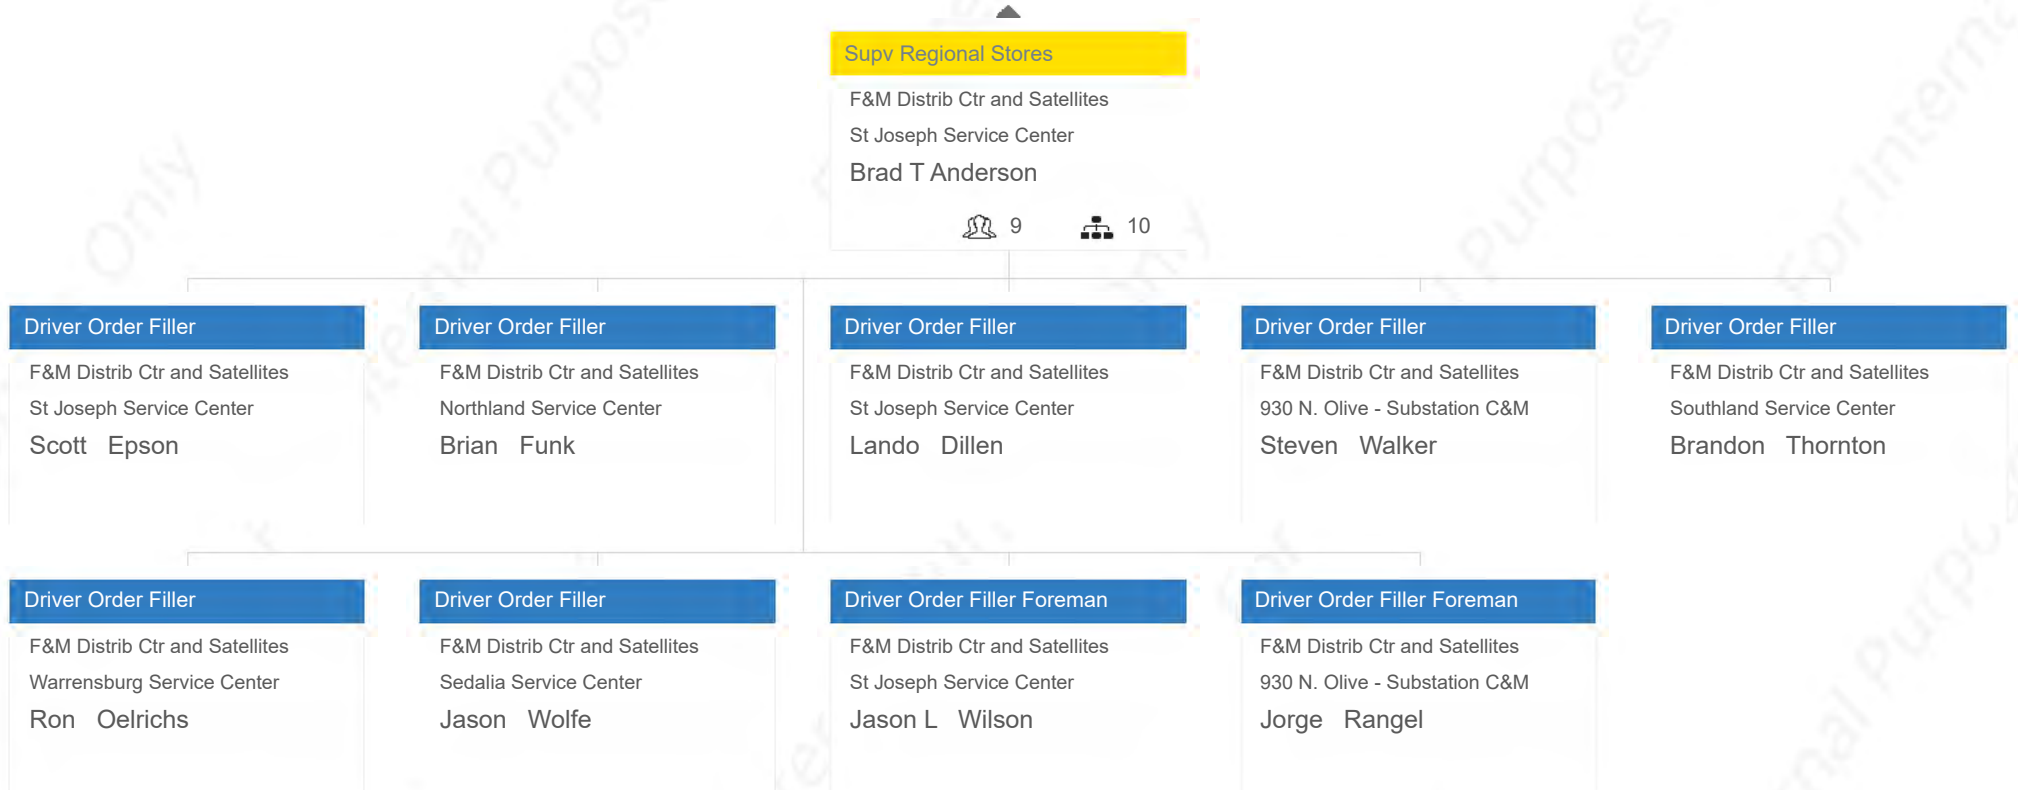 Supv Regional Stores
F&M Distrib Ctr and Satellites
St Joseph Service Center
Brad T Anderson
9 10
Driver Order Filler
F&M Distrib Ctr and Satellites
St Joseph Service Center
Scott Epson
Driver Order Filler
F&M Distrib Ctr and Satellites
Northland Service Center
Brian Funk
Driver Order Filler
F&M Distrib Ctr and Satellites
St Joseph Service Center
Lando Dillen
Driver Order Filler
F&M Distrib Ctr and Satellites
930 N. Olive - Substation C&M
Steven Walker
Driver Order Filler
F&M Distrib Ctr and Satellites
Southland Service Center
Brandon Thornton
Driver Order Filler
F&M Distrib Ctr and Satellites
Warrensburg Service Center
Ron Oelrichs
Driver Order Filler
F&M Distrib Ctr and Satellites
Sedalia Service Center
Jason Wolfe
Driver Order Filler Foreman
F&M Distrib Ctr and Satellites
St Joseph Service Center
Jason L Wilson
Driver Order Filler Foreman
F&M Distrib Ctr and Satellites
930 N. Olive - Substation C&M
Jorge Rangel